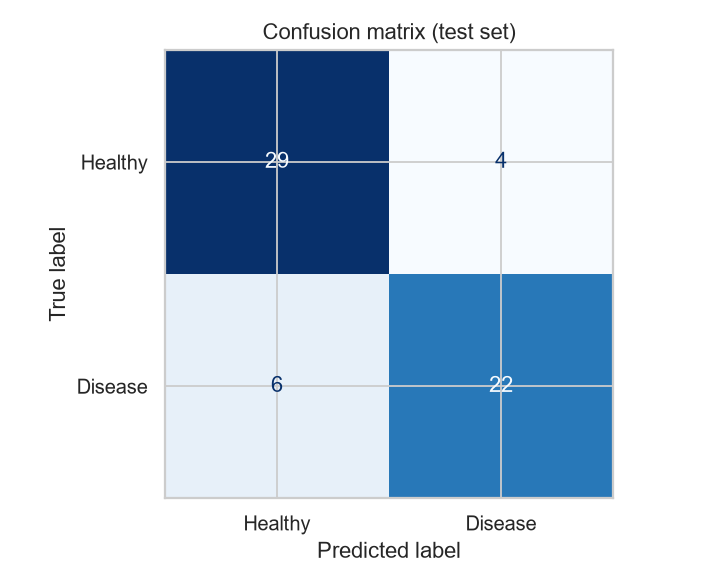 Confusion matrix (test set)
Healthy
29
4
True label
Disease
6
22
Healthy
Disease
Predicted label